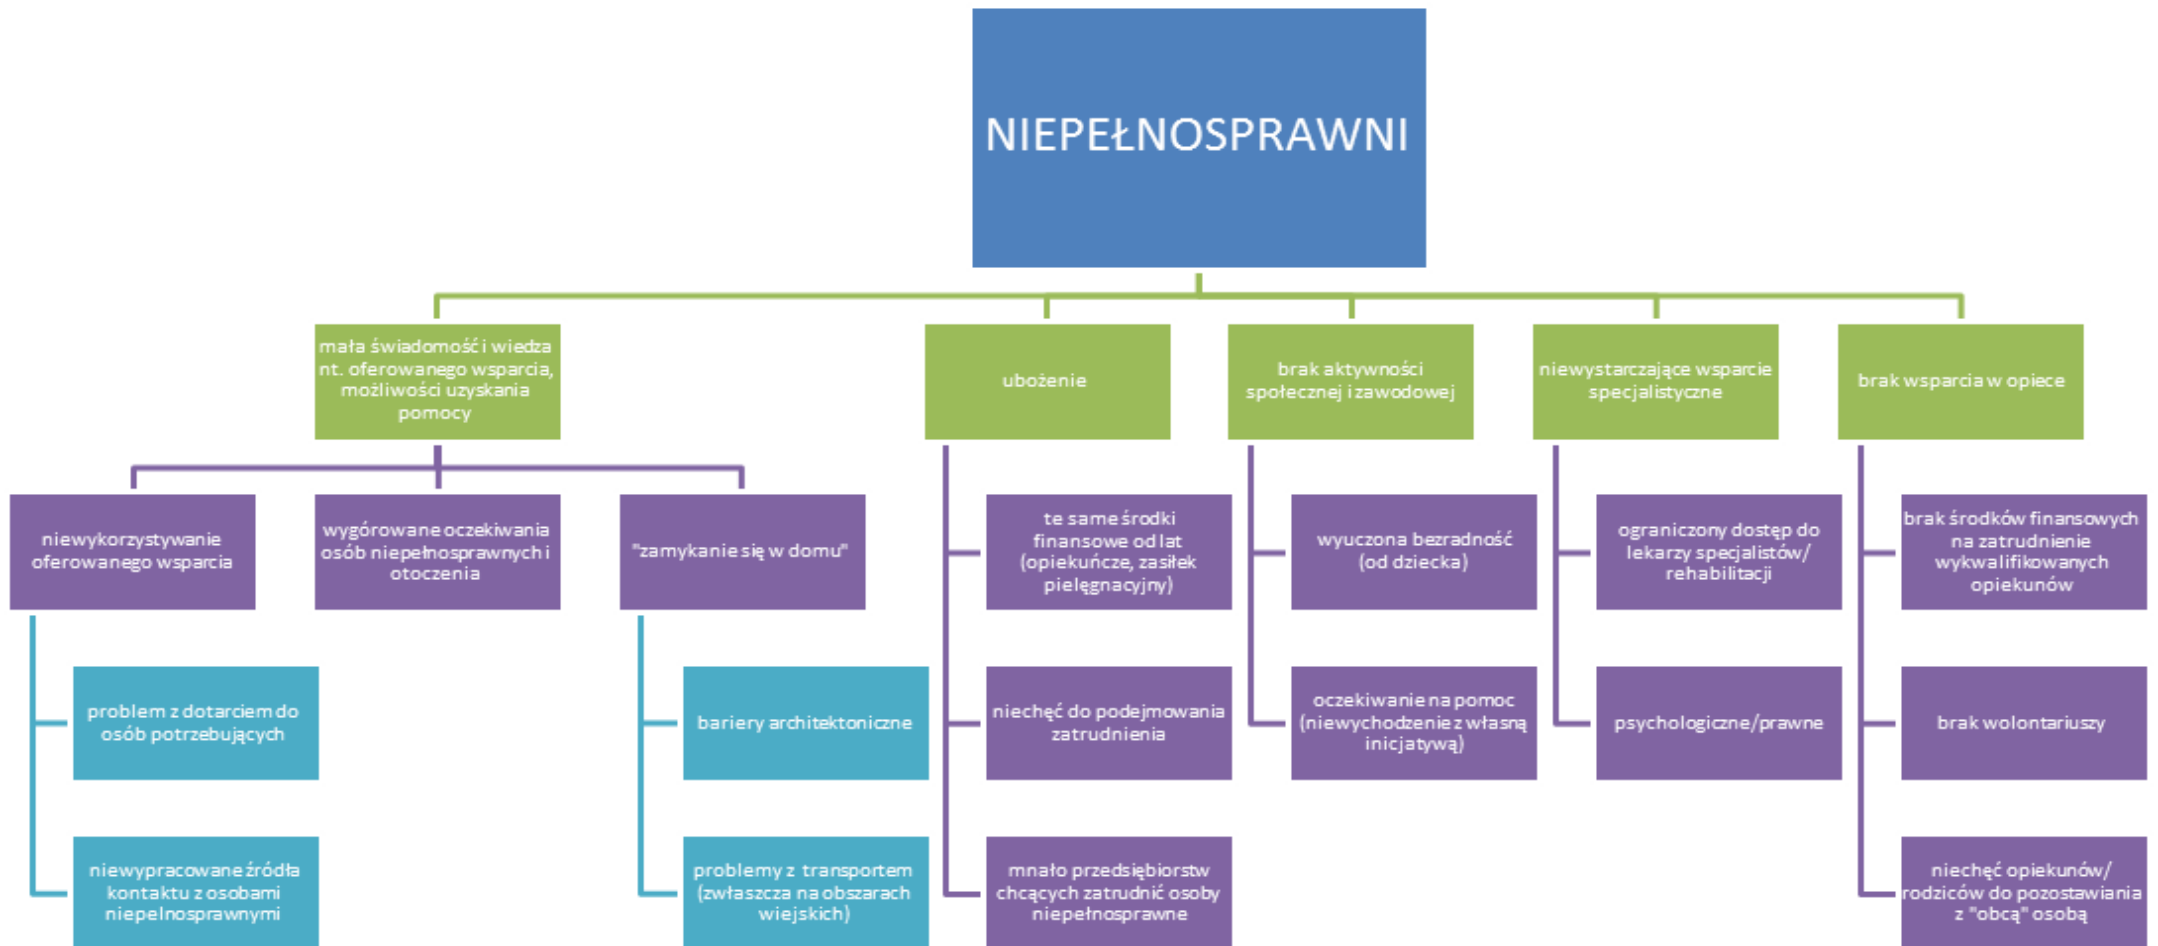 NIEPEŁNOSPRAWNI
mała świadomość i wiedza
nt. oferowanego wsparcia,
możliwości uzyskania
pomocy
ubożenie
brak aktywności
społecznej i zawodowej
niewystarczające wsparcie
specjalistyczne
brak wsparcia w opiece
niewykorzystywanie
oferowanego wsparcia
wygórowane oczekiwania
osób niepełnosprawnych i
otoczenia
"zamykanie się w domu"
te same środki
finansowe od lat
(opiekuńcze, zasiłek
pielęgnacyjny)
wyuczona bezradność
(od dziecka)
ograniczony dostęp do
lekarzy specjalistów/
rehabilitacji
brak środków finansowych
na zatrudnienie
wykwalifikowanych
opiekunów
problem z dotarciem do
osób potrzebujących
bariery architektoniczne
niechęć do podejmowania
zatrudnienia
oczekiwanie na pomoc
(niewychodzenie z własną
inicjatywą)
psychologiczne/prawne
brak wolontariuszy
niewypracowane źródła
kontaktu z osobami
niepelnosprawnymi
problemy z transportem
(zwłaszcza na obszarach
wiejskich)
mnało przedsiębiorstw
chcących zatrudnić osoby
niepełnosprawne
niechęć opiekunów/
rodziców do pozostawiania
z "obcą" osobą